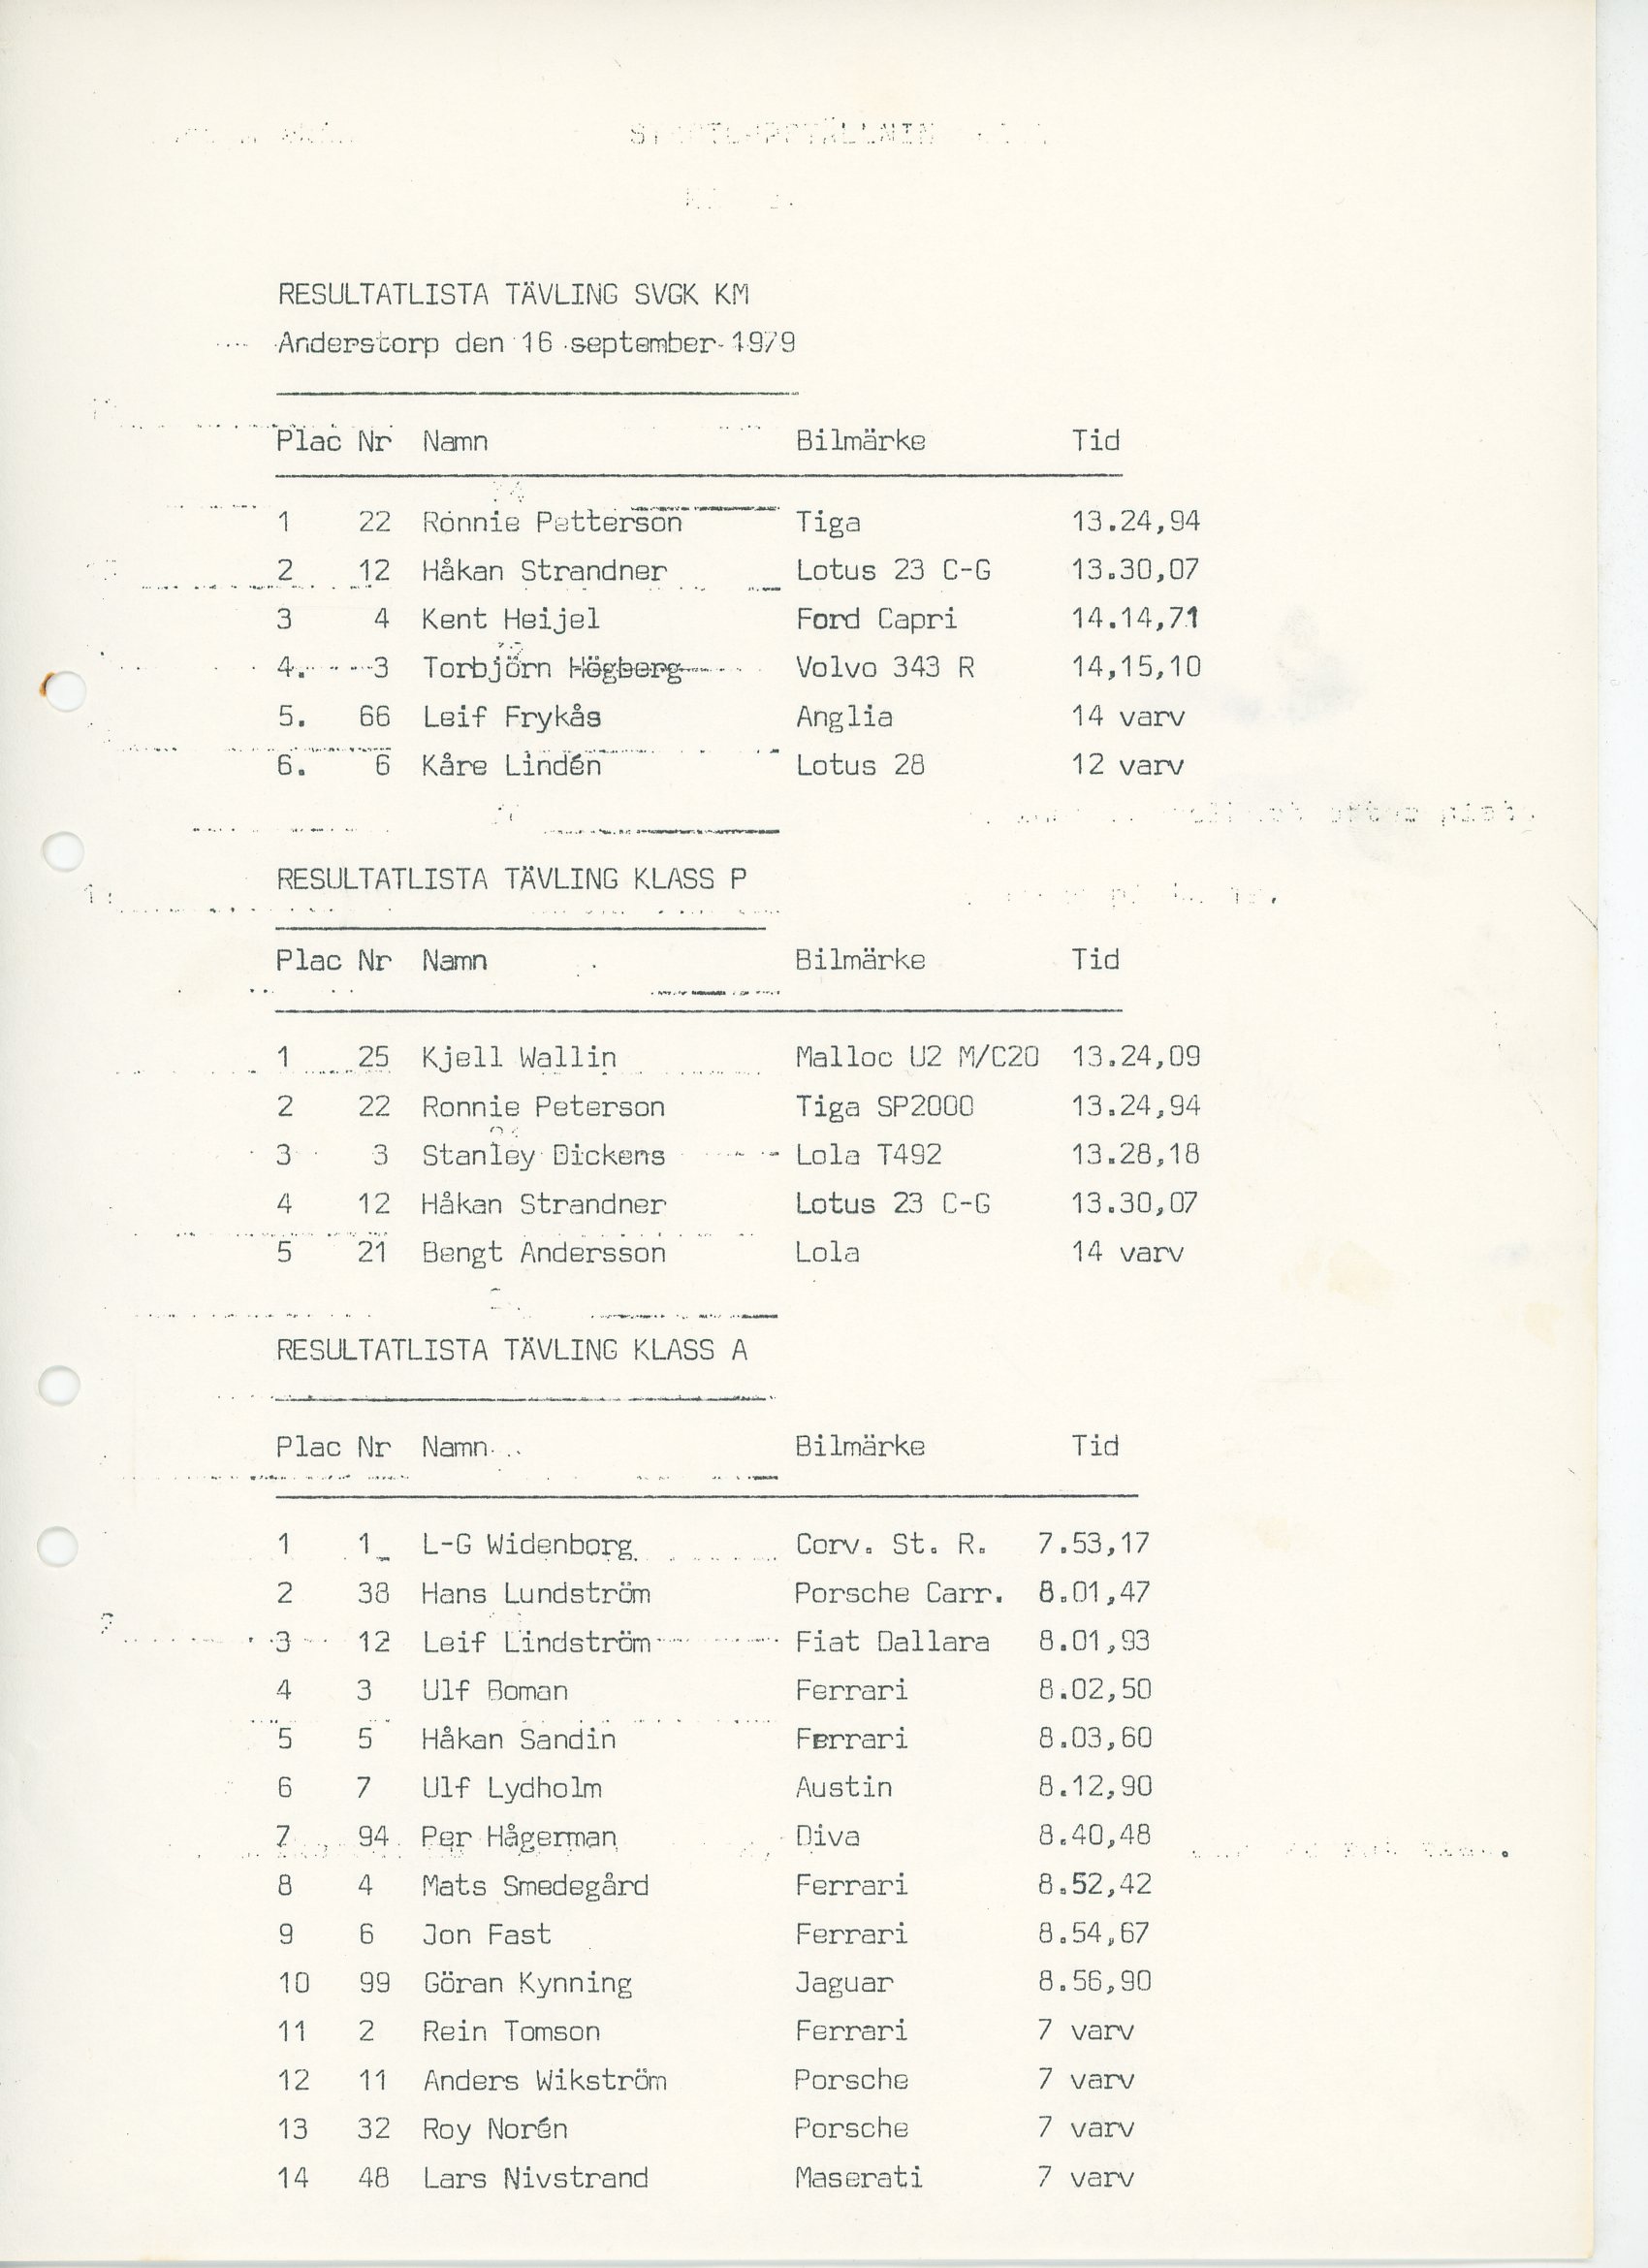 RESULTATLISTA TÄVLING SVGK KM
Anderstorp den 16 september 1979
Plac Nr Namn Bilmärke Tid
1 22 Ronnie Petterson Tiga 13.24,94
2 12 Håkan Strandner Lotus 23 C-G 13.30,07
3 4 Kent Heijel Ford Capri 14.14,71
4. 3 Torbjörn Högberg Volvo 343 R 14,15,10
5. 66 Leif Frykås Anglia 14 varv
6. 6 Kåre Lindén Lotus 28 12 varv
RESULTATLISTA TÄVLING KLASS P
Plac Nr Namn Bilmärke Tid
1 25 Kjell Wallin Malloc U2 M/C20 13.24,09
2 22 Ronnie Peterson Tiga SP2000 13.24,94
3 3 Stanley Dickens Lola T492 13.28,18
4 12 Håkan Strandner Lotus 23 C-G 13.30,07
5 21 Bengt Andersson Lola 14 varv
RESULTATLISTA TÄVLING KLASS A
Plac Nr Namn Bilmärke Tid
1 1 L-G Widenborg Corv. St. R. 7.53,17
2 38 Hans Lundström Porsche Carr. 8.01,47
3 12 Leif Lindström Fiat Dallara 8.01,93
4 3 Ulf Boman Ferrari 8.02,50
5 5 Håkan Sandin Ferrari 8.03,60
6 7 Ulf Lydholm Austin 8.12,90
7 94 Per Hågerman Diva 8.40,48
8 4 Mats Smedegård Ferrari 8.52,42
9 6 Jon Fast Ferrari 8.54,67
10 99 Göran Kynning Jaguar 8.56,90
11 2 Rein Tomson Ferrari 7 varv
12 11 Anders Wikström Porsche 7 varv
13 32 Roy Norén Porsche 7 varv
14 48 Lars Nivstrand Maserati 7 varv